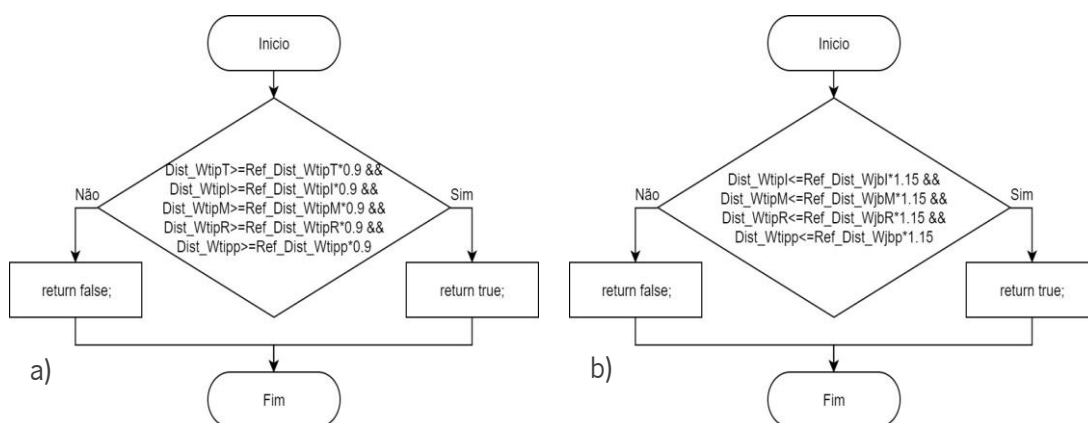 Inicio
Dist_WtipT>=Ref_Dist_WtipT*0.9 &&
Dist_WtipI>=Ref_Dist_WtipI*0.9 &&
Dist_WtipM>=Ref_Dist_WtipM*0.9 &&
Dist_WtipR>=Ref_Dist_WtipR*0.9 &&
Dist_Wtipp>=Ref_Dist_Wtipp*0.9
Não
Sim
return false;
return true;
Fim
a)
Inicio
Dist_WtipI<=Ref_Dist_WjbI*1.15 &&
Dist_WtipM<=Ref_Dist_WjbM*1.15 &&
Dist_WtipR<=Ref_Dist_WjbR*1.15 &&
Dist_Wtipp<=Ref_Dist_Wjbp*1.15
Não
Sim
return false;
return true;
Fim
b)